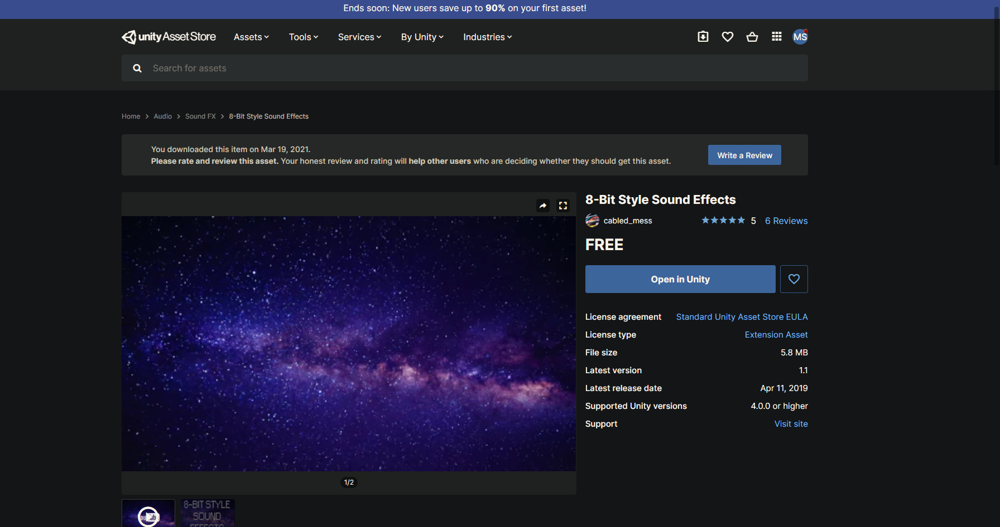 Ends soon: New users save up to 90% on your first asset!
unity Asset Store Assets Tools Services By Unity Industries MS
Search for assets
Home > Audio > Sound FX > 8-Bit Style Sound Effects
You downloaded this item on Mar 19, 2021.
Please rate and review this asset. Your honest review and rating will help other users who are deciding whether they should get this asset.
Write a Review
8-Bit Style Sound Effects
cabled_mess 5 6 Reviews
FREE
Open in Unity
License agreement Standard Unity Asset Store EULA
License type Extension Asset
File size 5.8 MB
Latest version 1.1
Latest release date Apr 11, 2019
Supported Unity versions 4.0.0 or higher
Support Visit site
1/2
8-BIT STYLE
SOUND
EFFECTS